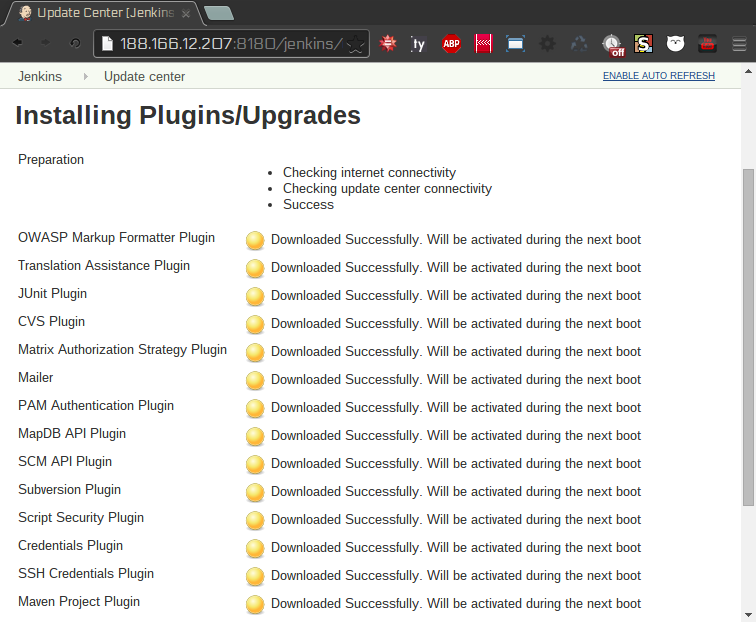 Update Center [Jenkins
188.166.12.207:8180/jenkins/
ty
ABP
off
S
Jenkins
Update center
ENABLE AUTO REFRESH
Installing Plugins/Upgrades
Preparation
Checking internet connectivity
Checking update center connectivity
Success
OWASP Markup Formatter Plugin Downloaded Successfully. Will be activated during the next boot
Translation Assistance Plugin Downloaded Successfully. Will be activated during the next boot
JUnit Plugin Downloaded Successfully. Will be activated during the next boot
CVS Plugin Downloaded Successfully. Will be activated during the next boot
Matrix Authorization Strategy Plugin Downloaded Successfully. Will be activated during the next boot
Mailer Downloaded Successfully. Will be activated during the next boot
PAM Authentication Plugin Downloaded Successfully. Will be activated during the next boot
MapDB API Plugin Downloaded Successfully. Will be activated during the next boot
SCM API Plugin Downloaded Successfully. Will be activated during the next boot
Subversion Plugin Downloaded Successfully. Will be activated during the next boot
Script Security Plugin Downloaded Successfully. Will be activated during the next boot
Credentials Plugin Downloaded Successfully. Will be activated during the next boot
SSH Credentials Plugin Downloaded Successfully. Will be activated during the next boot
Maven Project Plugin Downloaded Successfully. Will be activated during the next boot